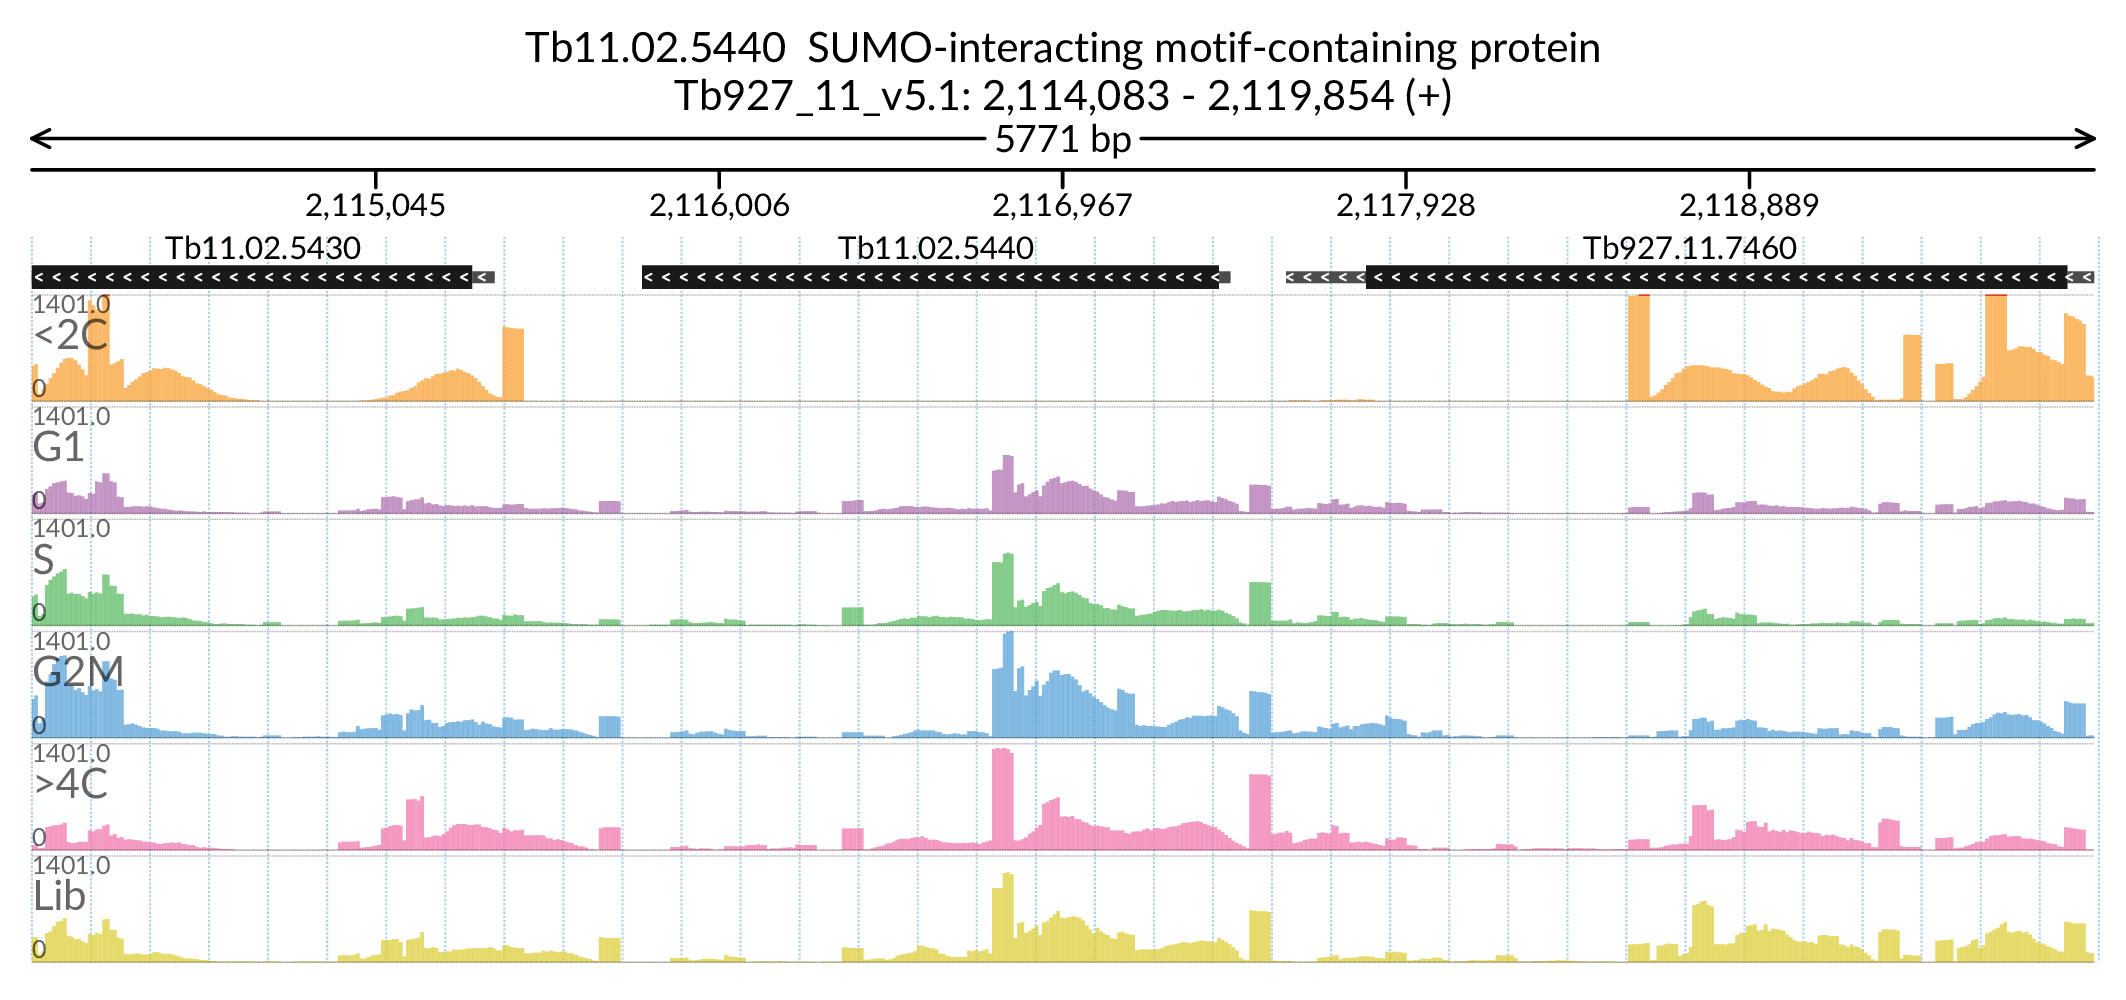 Tb11.02.5440 SUMO-interacting motif-containing protein
Tb927_11_v5.1: 2,114,083 - 2,119,854 (+)
5771 bp
2,115,045 2,116,006 2,116,967 2,117,928 2,118,889
Tb11.02.5430 Tb11.02.5440 Tb927.11.7460
1401.0
<2C
0
1401.0
G1
0
1401.0
S
0
1401.0
G2M
0
1401.0
>4C
0
1401.0
Lib
0